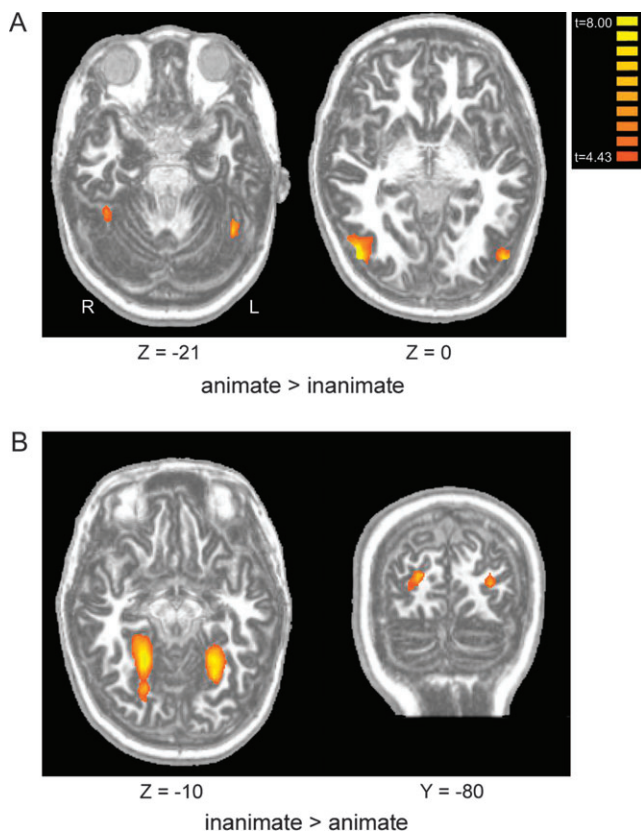 A
t=8.00
t=4.43
R L
Z = -21 Z = 0
animate > inanimate
B
Z = -10 Y = -80
inanimate > animate